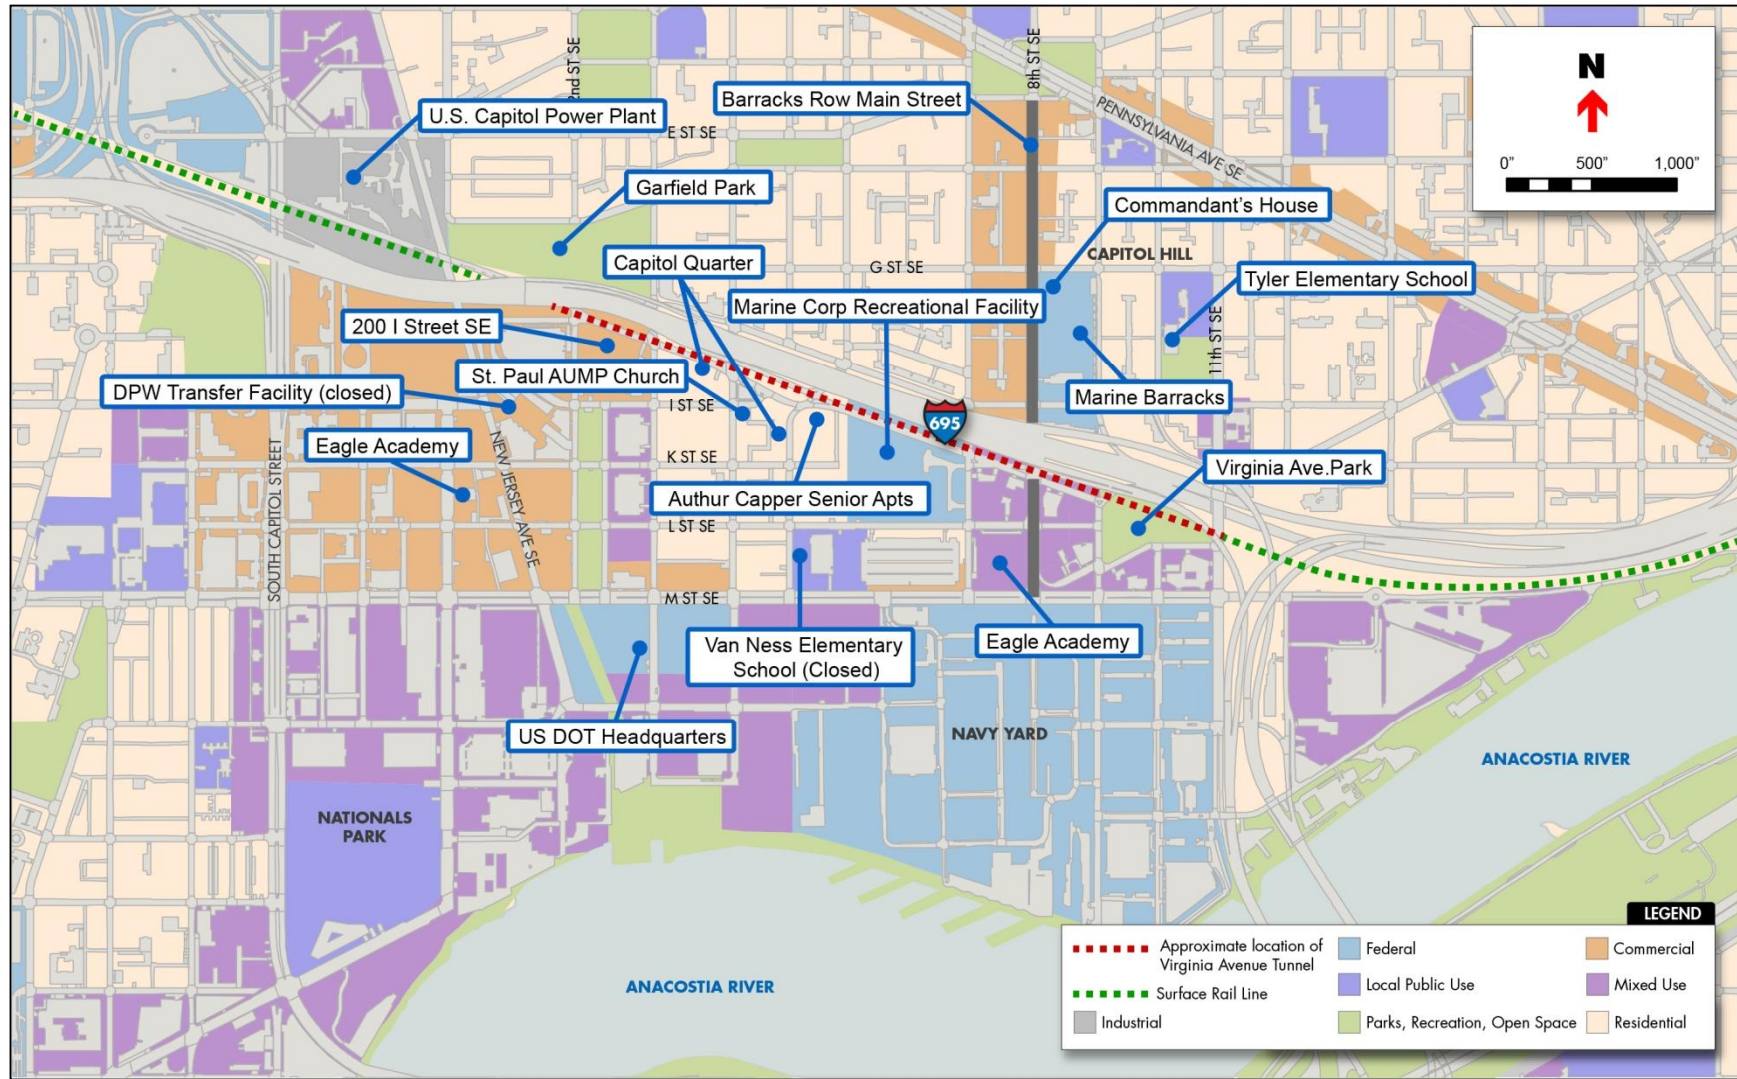 2nd ST SE
8th ST SE
N
0" 500" 1,000"
Barracks Row Main Street
U.S. Capitol Power Plant
E ST SE
PENNSYLVANIA AVE SE
Garfield Park
Commandant's House
CAPITOL HILL
Capitol Quarter
G ST SE
Tyler Elementary School
Marine Corp Recreational Facility
200 I Street SE
11th ST SE
St. Paul AUMP Church
DPW Transfer Facility (closed)
I ST SE
Marine Barracks
695
Eagle Academy
NEW JERSEY AVE SE
SOUTH CAPITOL STREET
K ST SE
Virginia Ave.Park
Authur Capper Senior Apts
L ST SE
M ST SE
Van Ness Elementary
School (Closed)
Eagle Academy
US DOT Headquarters
NAVY YARD
ANACOSTIA RIVER
NATIONALS
PARK
ANACOSTIA RIVER
LEGEND
Approximate location of
Virginia Avenue Tunnel
Surface Rail Line
Industrial
Federal
Local Public Use
Parks, Recreation, Open Space
Commercial
Mixed Use
Residential